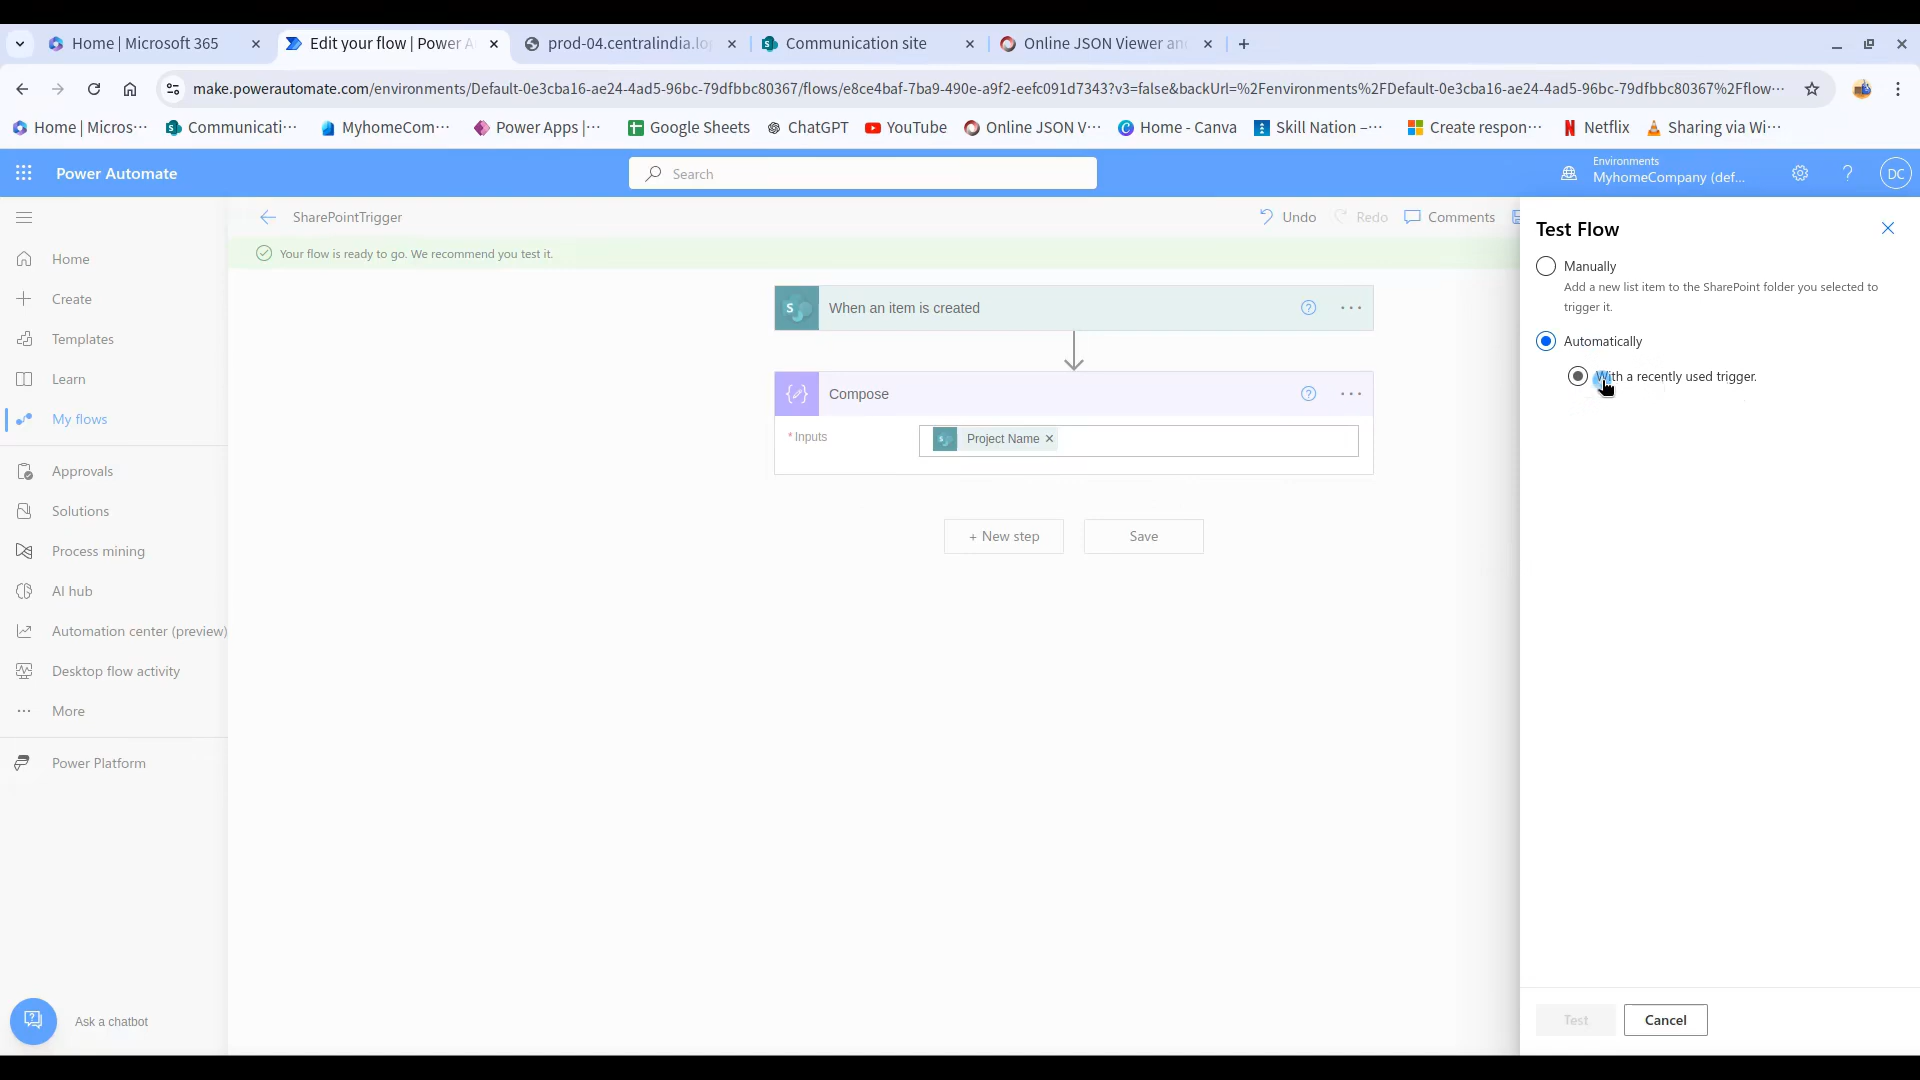 Home | Microsoft 365
Edit your flow | Power A
prod-04.centralindia.lo
Communication site
Online JSON Viewer an
make.powerautomate.com/environments/Default-0e3cba16-ae24-4ad5-96bc-79dfbbc80367/flows/e8ce4baf-7ba9-490e-a9f2-eefc091d7343?v3=false&backUrl=%2Fenvironments%2FDefault-0e3cba16-ae24-4ad5-96bc-79dfbbc80367%2Fflow...
Home | Micros...
Communicati...
MyhomeCom...
Power Apps |...
Google Sheets
ChatGPT
YouTube
Online JSON V...
Home - Canva
Skill Nation –...
Create respon...
Netflix
Sharing via Wi...
Power Automate
Search
Environments
MyhomeCompany (def...
DC
SharePointTrigger
Undo
Redo
Comments
Your flow is ready to go. We recommend you test it.
Home
Create
Templates
Learn
My flows
Approvals
Solutions
Process mining
AI hub
Automation center (preview)
Desktop flow activity
More
Power Platform
Ask a chatbot
When an item is created
Compose
* Inputs
Project Name
+ New step
Save
Test Flow
Manually
Add a new list item to the SharePoint folder you selected to
trigger it.
Automatically
With a recently used trigger.
Test
Cancel